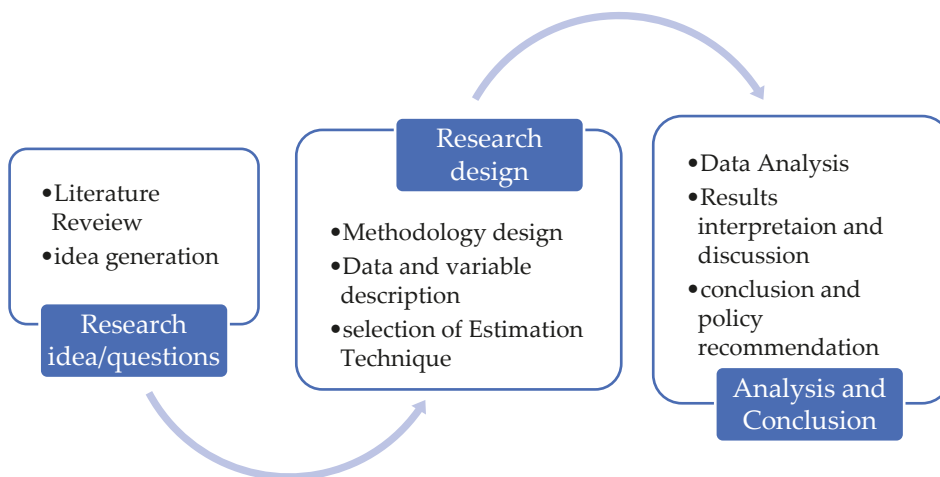 •Literature
Reveiew
•idea generation
Research
idea/questions
Research
design
•Methodology design
•Data and variable
description
•selection of Estimation
Technique
•Data Analysis
•Results
interpretaion and
discussion
•conclusion and
policy
recommendation
Analysis and
Conclusion